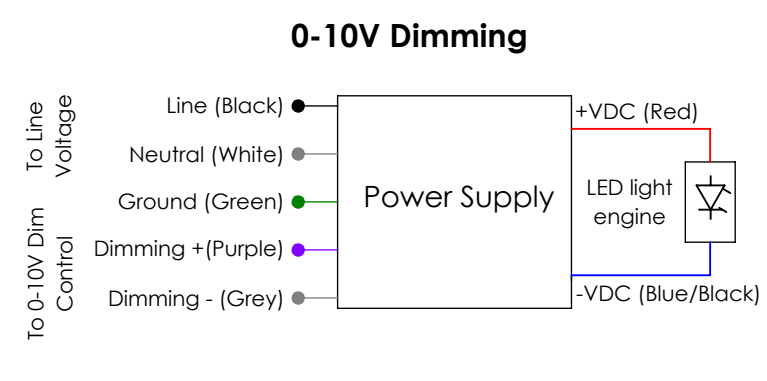 0-10V Dimming
To Line
Voltage
To 0-10V Dim
Control
Line (Black)
Neutral (White)
Ground (Green)
Dimming +(Purple)
Dimming - (Grey)
Power Supply
+VDC (Red)
LED light
engine
-VDC (Blue/Black)